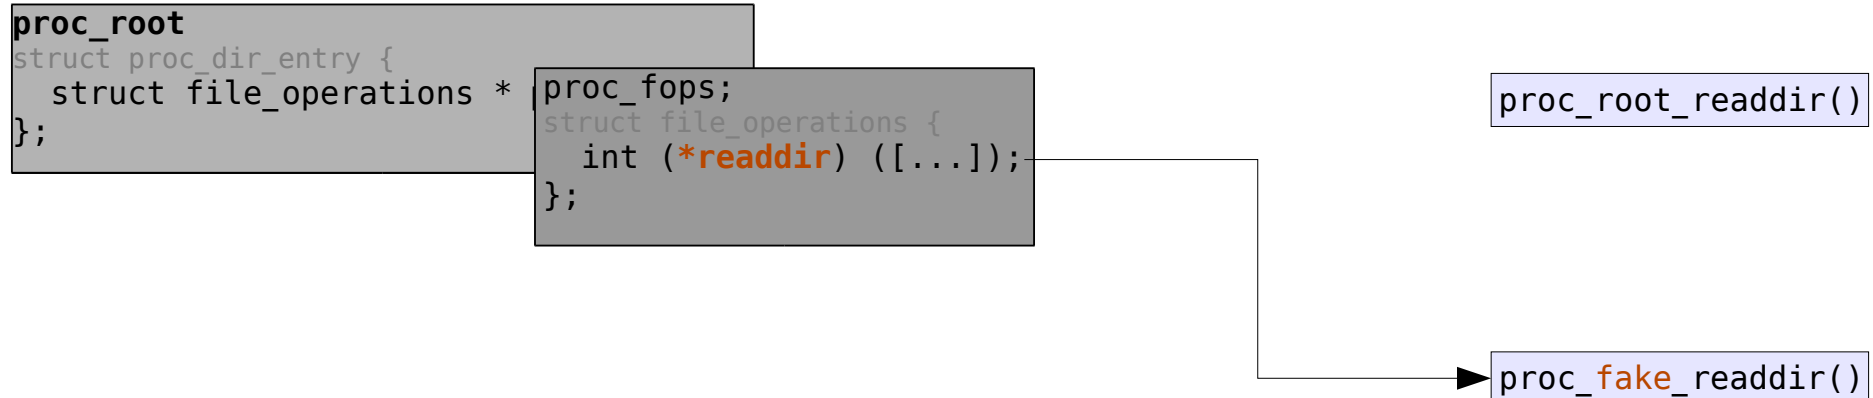 proc_root
struct proc_dir_entry {
struct file_operations *
};
proc_fops;
struct file_operations {
int (*readdir) ([...]);
};
proc_root_readdir()
proc_fake_readdir()